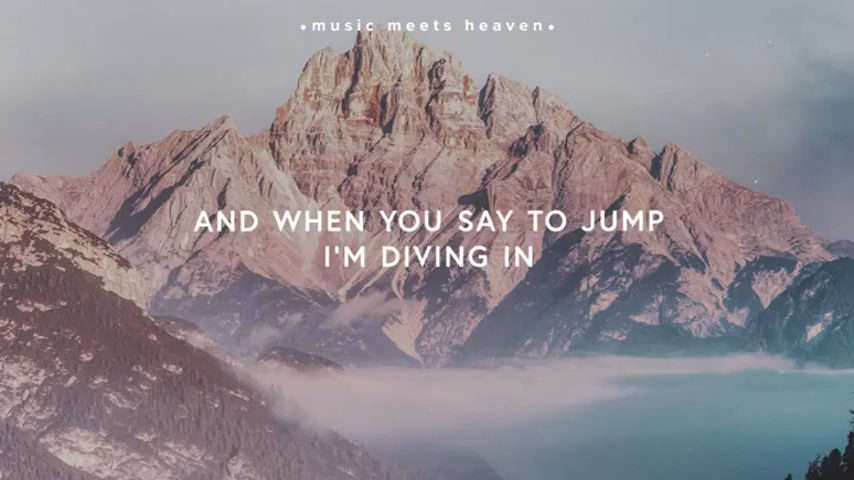 •music meets heaven•
AND WHEN YOU SAY TO JUMP
I'M DIVING IN